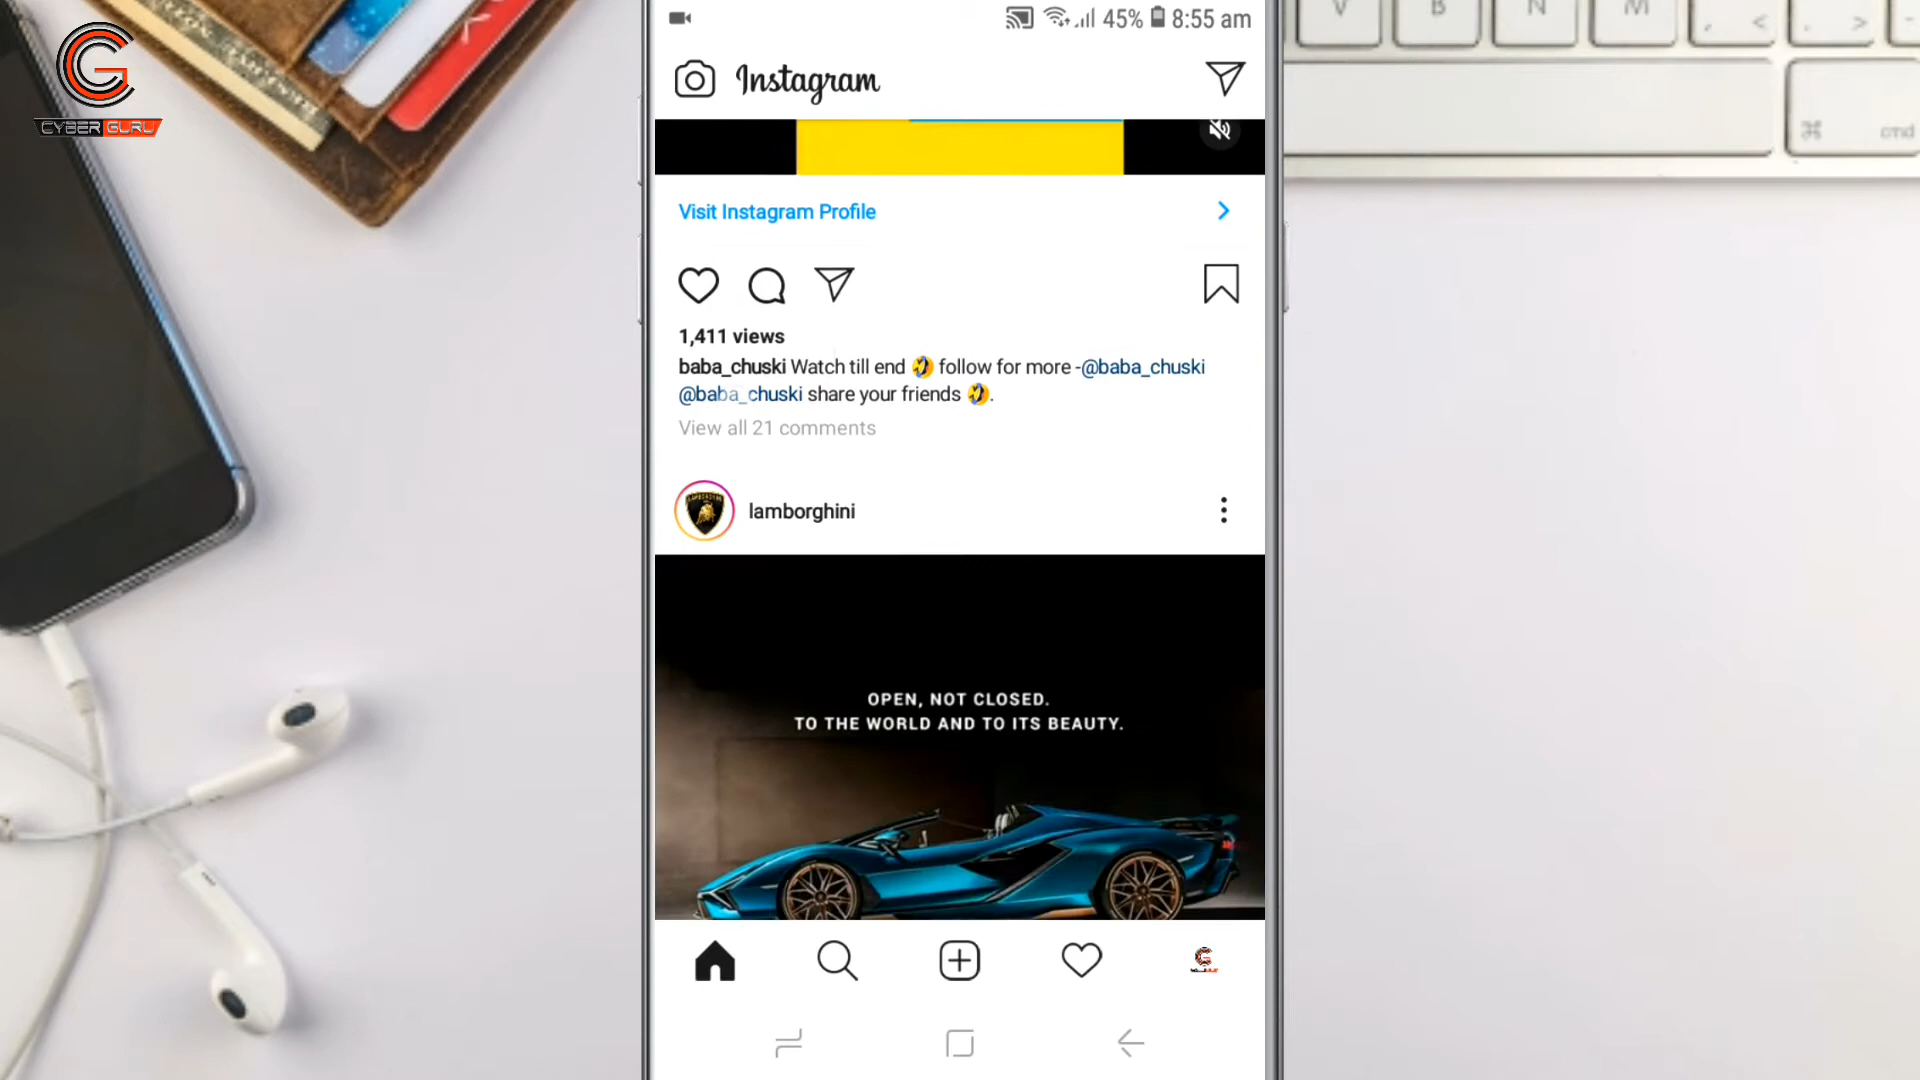 CYBER GURU
45% 8:55 am
Instagram
Visit Instagram Profile
1,411 views
baba_chuski Watch till end 🤣 follow for more -@baba_chuski
@baba_chuski share your friends 🤣.
View all 21 comments
lamborghini
OPEN, NOT CLOSED.
TO THE WORLD AND TO ITS BEAUTY.
V B N M , < . >
⌘ cmd